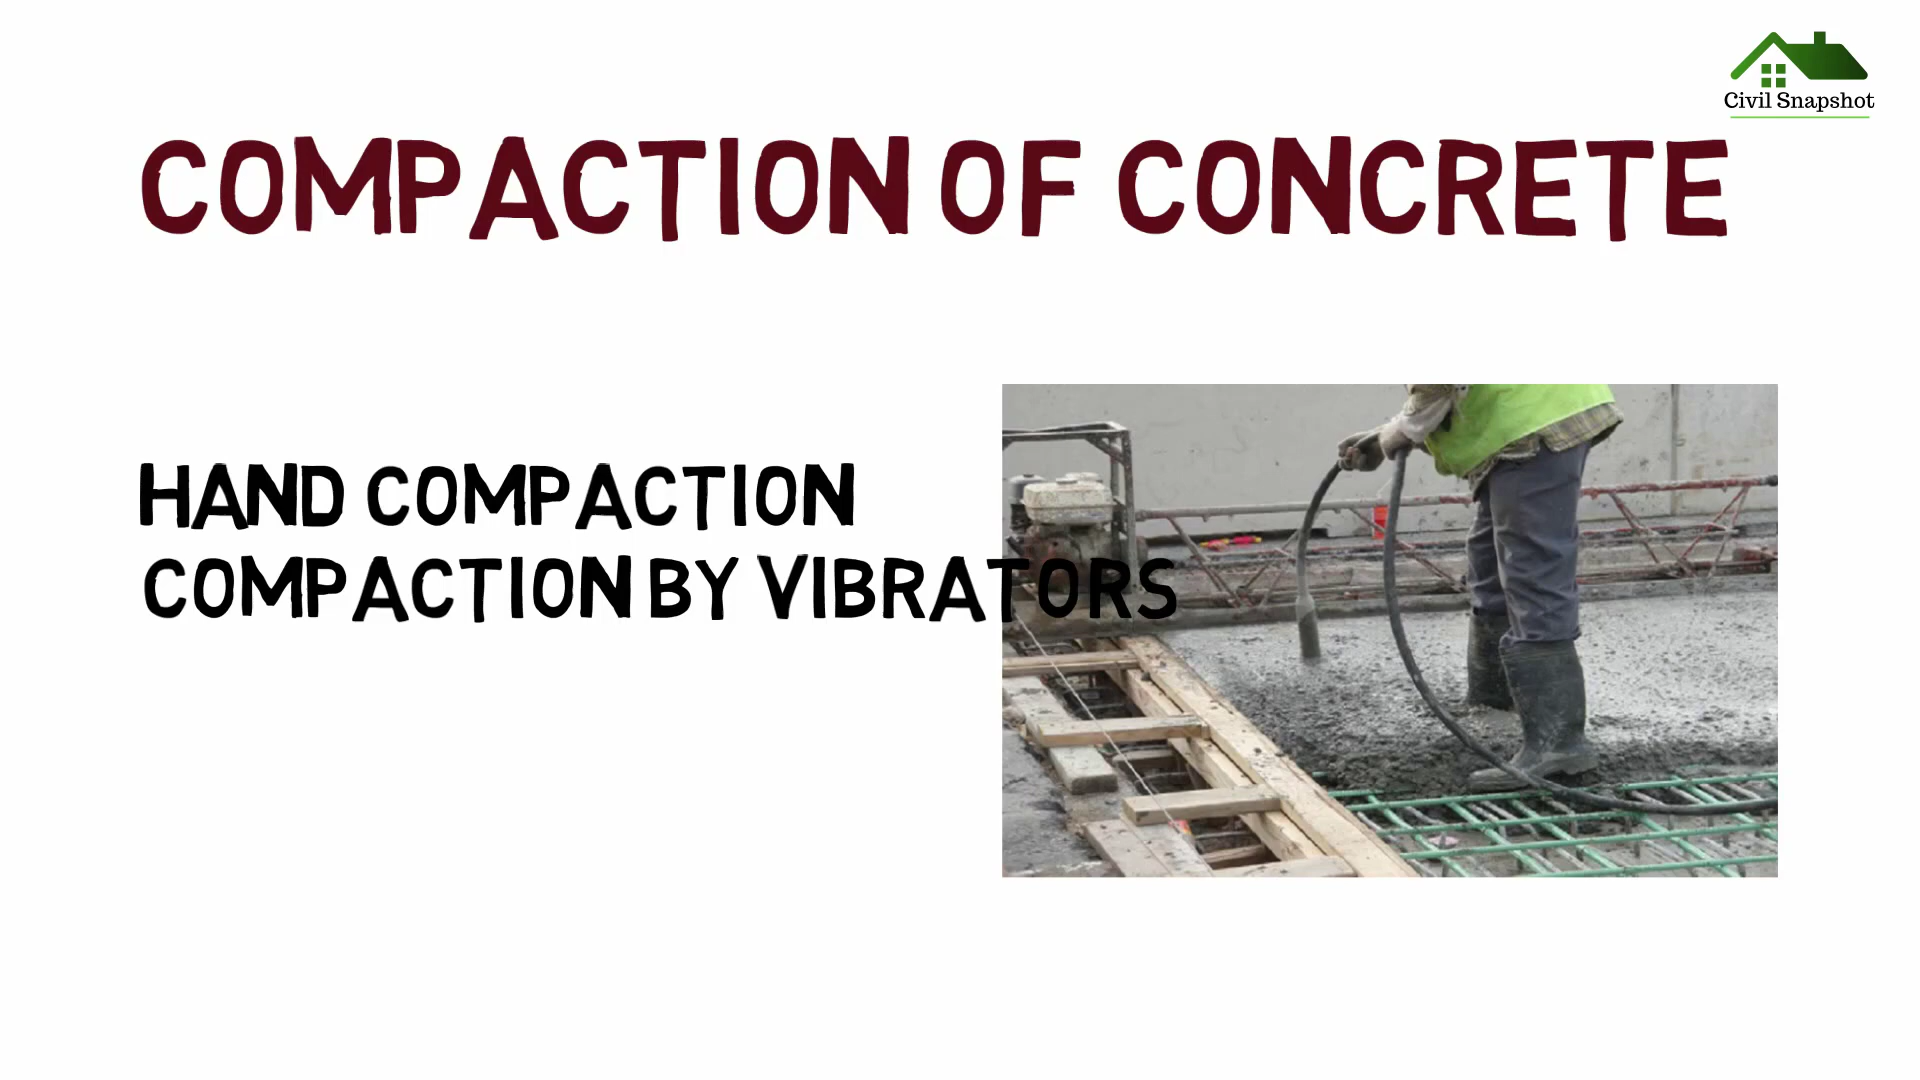 Civil Snapshot
COMPACTION OF CONCRETE
HAND COMPACTION
COMPACTION BY VIBRATORS